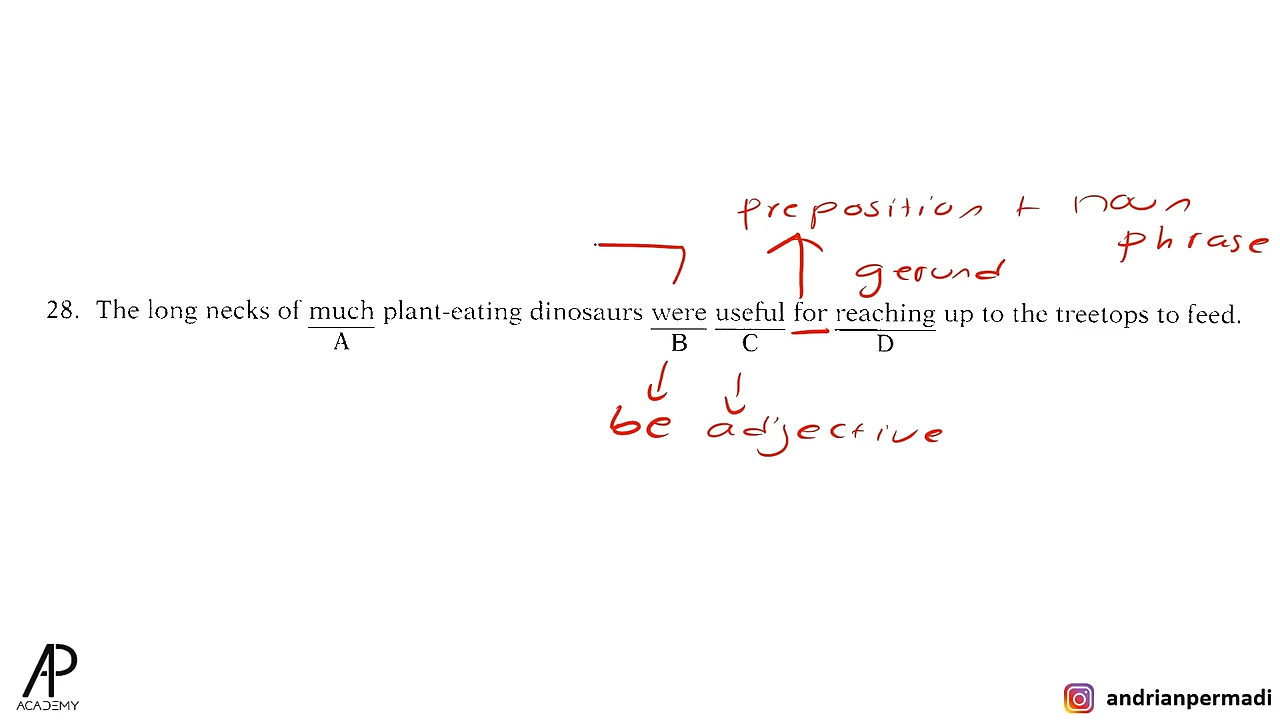 preposition + noun
phrase
gerund
28. The long necks of much plant-eating dinosaurs were useful for reaching up to the treetops to feed.
A B C D
be adjective
AP
ACADEMY
andrianpermadi